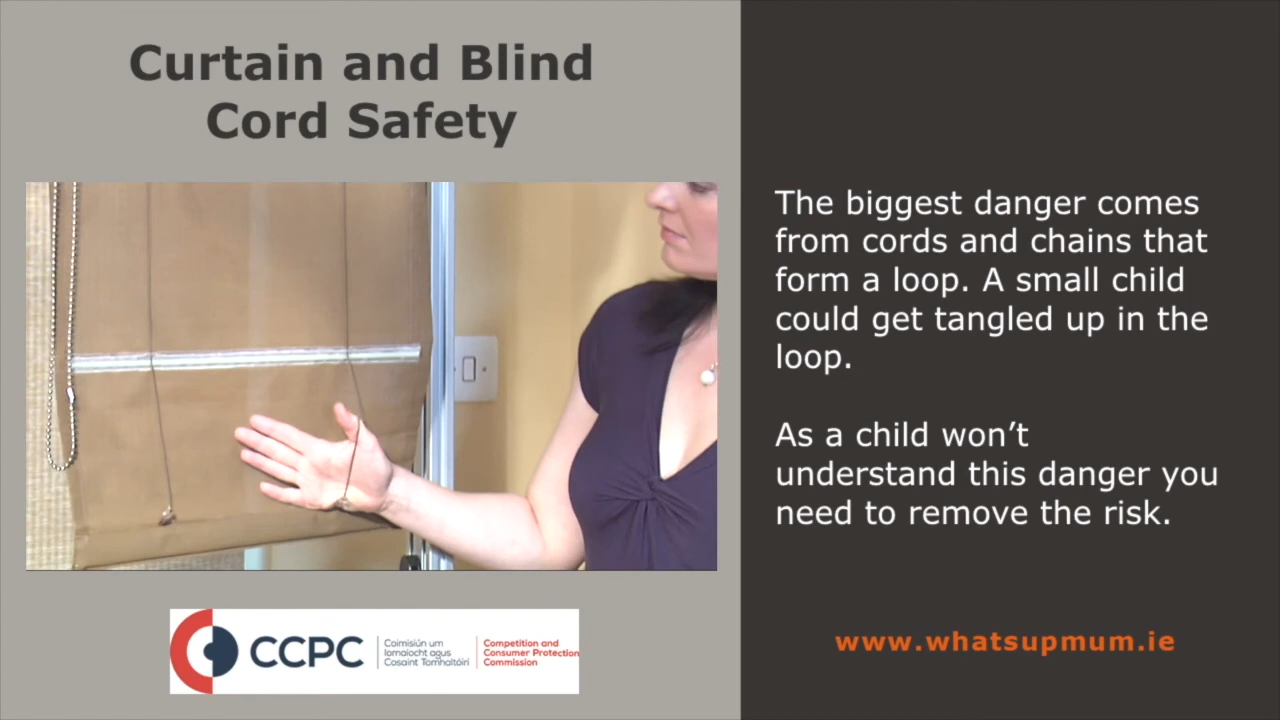 Curtain and Blind
Cord Safety
The biggest danger comes
from cords and chains that
form a loop. A small child
could get tangled up in the
loop.
As a child won’t
understand this danger you
need to remove the risk.
CCPC
Coimisiún um
Iomaíocht agus
Cosaint Tomhaltóirí
Competition and
Consumer Protection
Commission
www.whatsupmum.ie